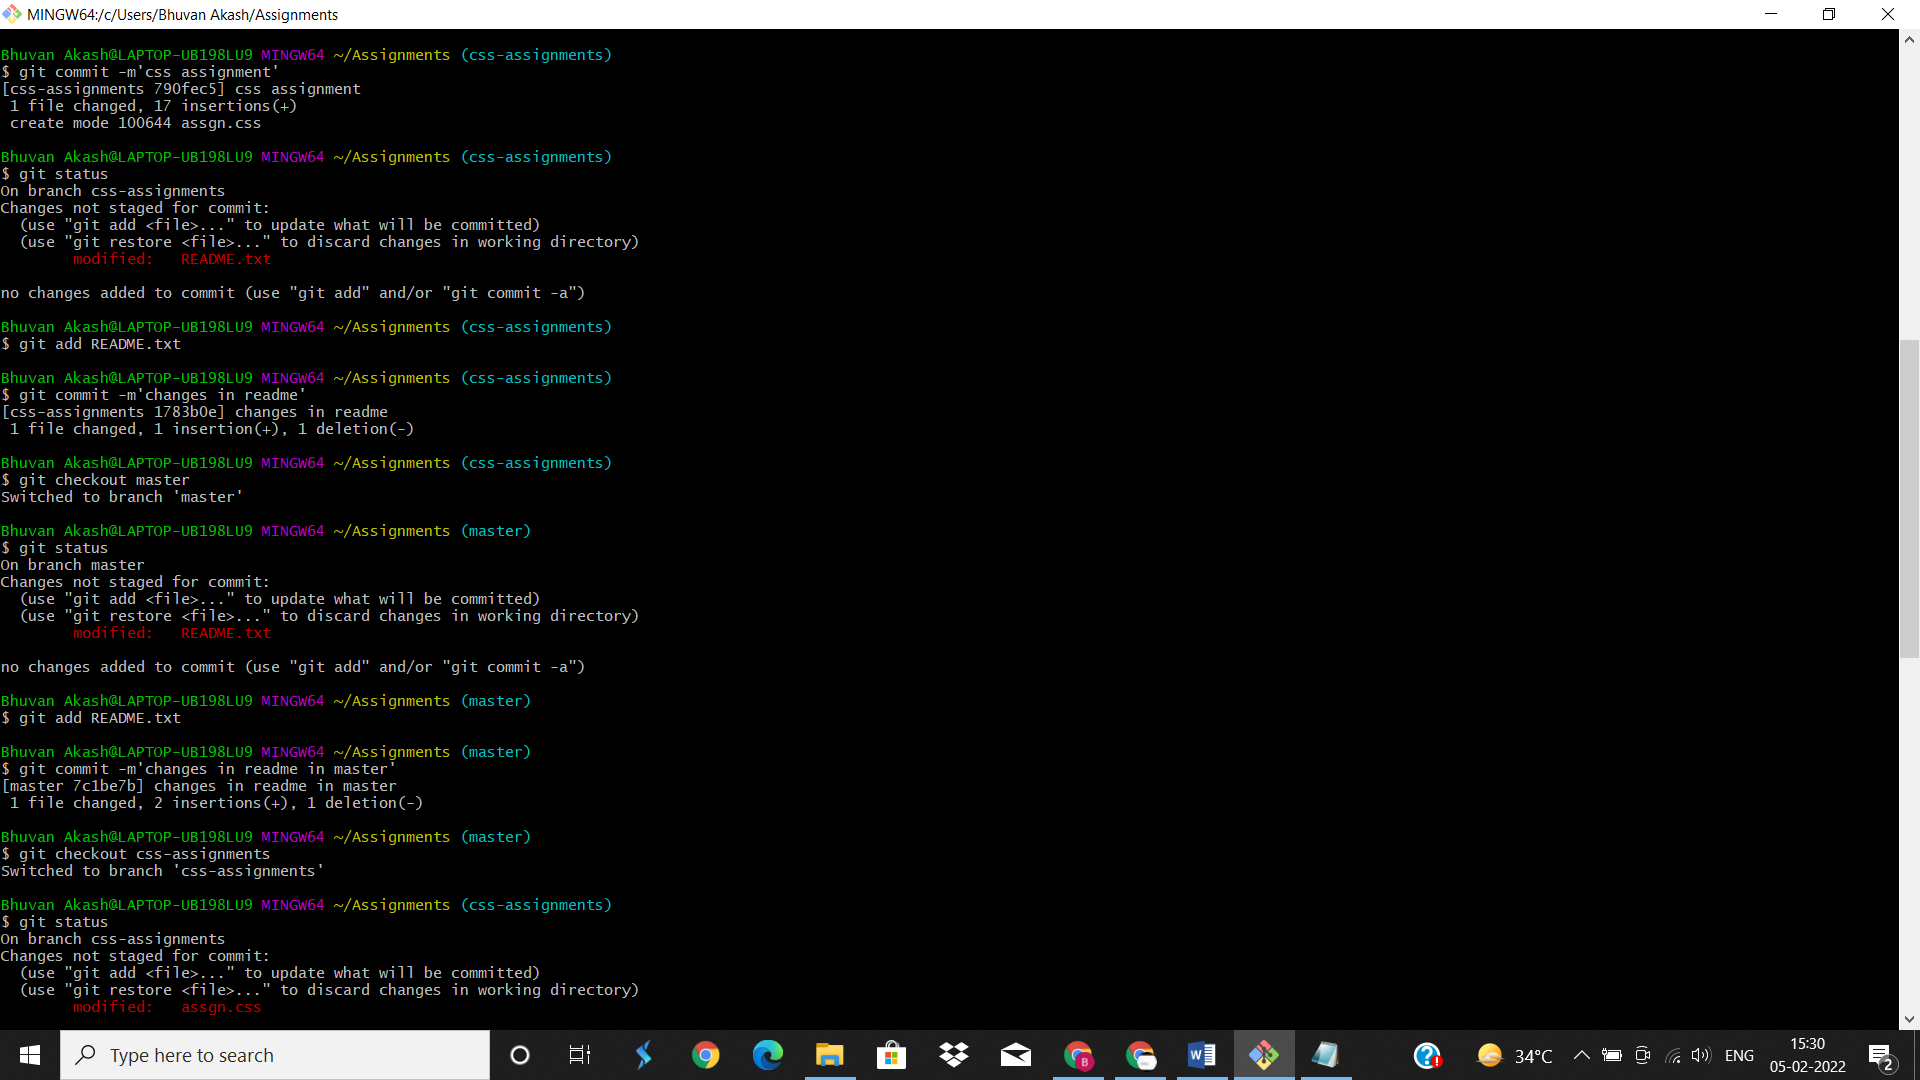 MINGW64:/c/Users/Bhuvan Akash/Assignments
Bhuvan Akash@LAPTOP-UB198LU9 MINGW64 ~/Assignments (css-assignments)
$ git commit -m'css assignment'
[css-assignments 790fec5] css assignment
 1 file changed, 17 insertions(+)
 create mode 100644 assgn.css
Bhuvan Akash@LAPTOP-UB198LU9 MINGW64 ~/Assignments (css-assignments)
$ git status
On branch css-assignments
Changes not staged for commit:
  (use "git add <file>..." to update what will be committed)
  (use "git restore <file>..." to discard changes in working directory)
        modified:   README.txt
no changes added to commit (use "git add" and/or "git commit -a")
Bhuvan Akash@LAPTOP-UB198LU9 MINGW64 ~/Assignments (css-assignments)
$ git add README.txt
Bhuvan Akash@LAPTOP-UB198LU9 MINGW64 ~/Assignments (css-assignments)
$ git commit -m'changes in readme'
[css-assignments 1783b0e] changes in readme
 1 file changed, 1 insertion(+), 1 deletion(-)
Bhuvan Akash@LAPTOP-UB198LU9 MINGW64 ~/Assignments (css-assignments)
$ git checkout master
Switched to branch 'master'
Bhuvan Akash@LAPTOP-UB198LU9 MINGW64 ~/Assignments (master)
$ git status
On branch master
Changes not staged for commit:
  (use "git add <file>..." to update what will be committed)
  (use "git restore <file>..." to discard changes in working directory)
        modified:   README.txt
no changes added to commit (use "git add" and/or "git commit -a")
Bhuvan Akash@LAPTOP-UB198LU9 MINGW64 ~/Assignments (master)
$ git add README.txt
Bhuvan Akash@LAPTOP-UB198LU9 MINGW64 ~/Assignments (master)
$ git commit -m'changes in readme in master'
[master 7c1be7b] changes in readme in master
 1 file changed, 2 insertions(+), 1 deletion(-)
Bhuvan Akash@LAPTOP-UB198LU9 MINGW64 ~/Assignments (master)
$ git checkout css-assignments
Switched to branch 'css-assignments'
Bhuvan Akash@LAPTOP-UB198LU9 MINGW64 ~/Assignments (css-assignments)
$ git status
On branch css-assignments
Changes not staged for commit:
  (use "git add <file>..." to update what will be committed)
  (use "git restore <file>..." to discard changes in working directory)
        modified:   assgn.css
Type here to search
34°C
ENG
15:30
05-02-2022
2